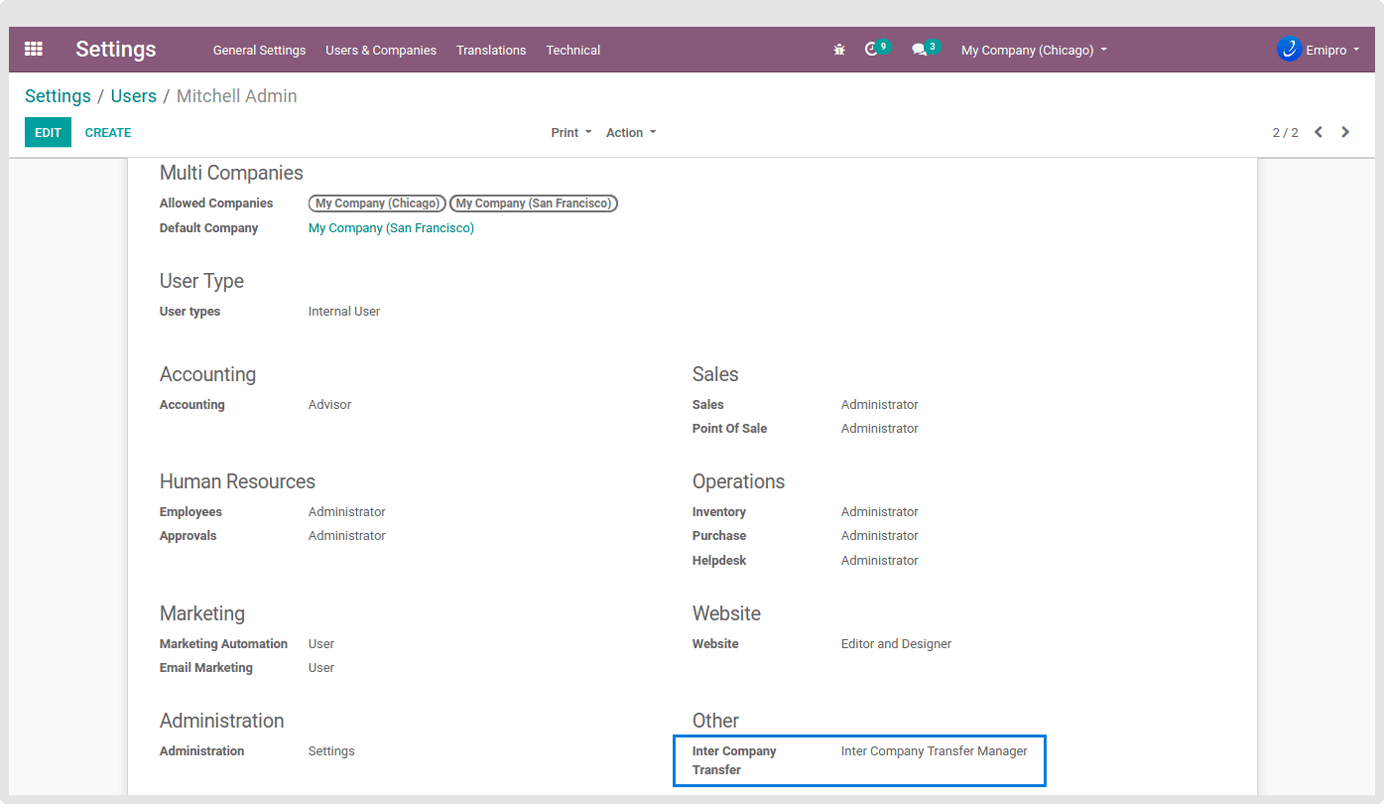 Settings General Settings Users & Companies Translations Technical 9 3 My Company (Chicago) Emipro
Settings / Users / Mitchell Admin
EDIT CREATE Print Action 2 / 2
Multi Companies
Allowed Companies My Company (Chicago) My Company (San Francisco)
Default Company My Company (San Francisco)
User Type
User types Internal User
Accounting Sales
Accounting Advisor Sales Administrator
Point Of Sale Administrator
Human Resources Operations
Employees Administrator Inventory Administrator
Approvals Administrator Purchase Administrator
Helpdesk Administrator
Marketing Website
Marketing Automation User Website Editor and Designer
Email Marketing User
Administration Other
Administration Settings Inter Company Inter Company Transfer Manager
Transfer